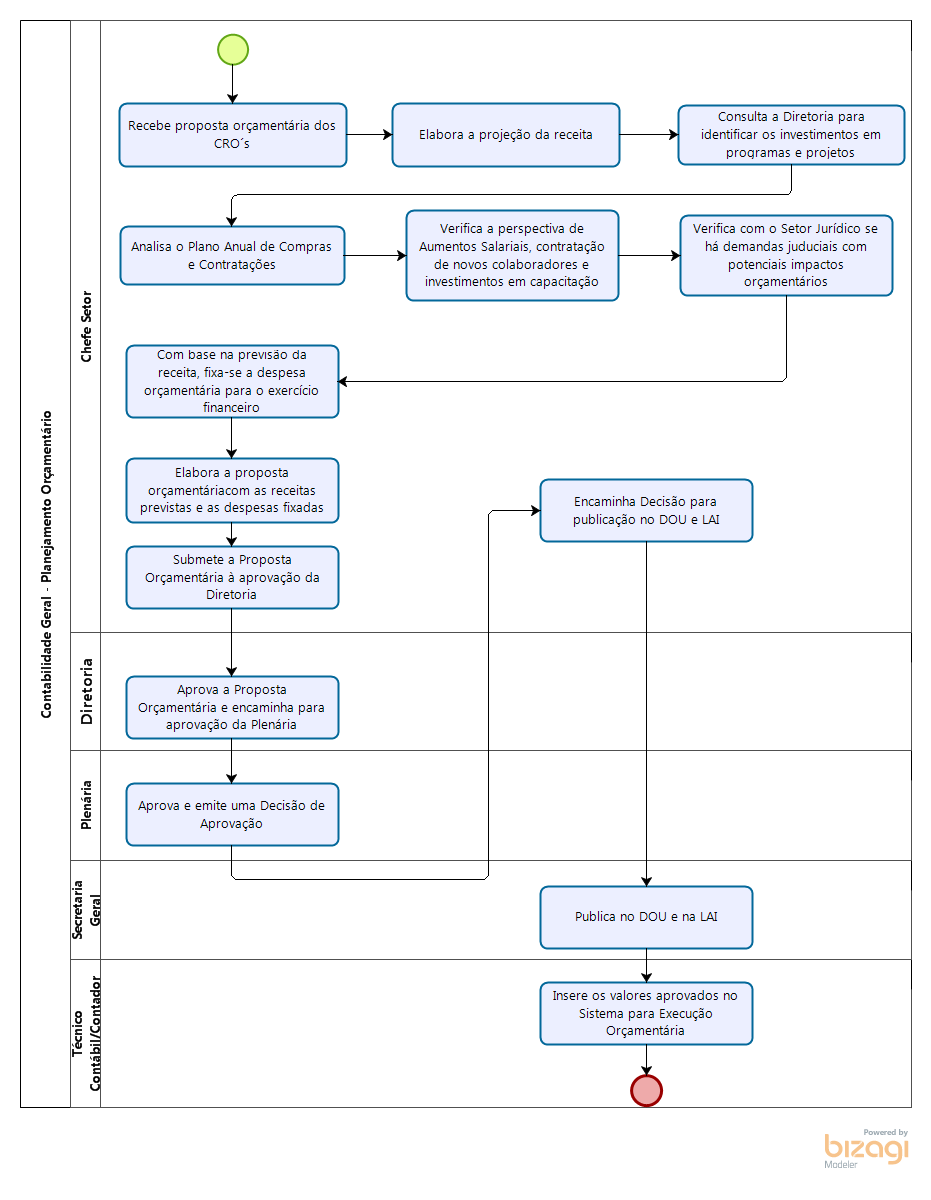 Contabilidade Geral - Planejamento Orçamentário
Chefe Setor
Recebe proposta orçamentária dos
CRO´s
Elabora a projeção da receita
Consulta a Diretoria para
identificar os investimentos em
programas e projetos
Analisa o Plano Anual de Compras
e Contratações
Verifica a perspectiva de
Aumentos Salariais, contratação
de novos colaboradores e
investimentos em capacitação
Verifica com o Setor Jurídico se
há demandas juduciais com
potenciais impactos
orçamentários
Com base na previsão da
receita, fixa-se a despesa
orçamentária para o exercício
financeiro
Elabora a proposta
orçamentáriacom as receitas
previstas e as despesas fixadas
Submete a Proposta
Orçamentária à aprovação da
Diretoria
Encaminha Decisão para
publicação no DOU e LAI
Diretoria
Aprova a Proposta
Orçamentária e encaminha para
aprovação da Plenária
Plenária
Aprova e emite uma Decisão de
Aprovação
Secretaria
Geral
Publica no DOU e na LAI
Técnico
Contábil/Contador
Insere os valores aprovados no
Sistema para Execução
Orçamentária
Powered by
bizagi
Modeler